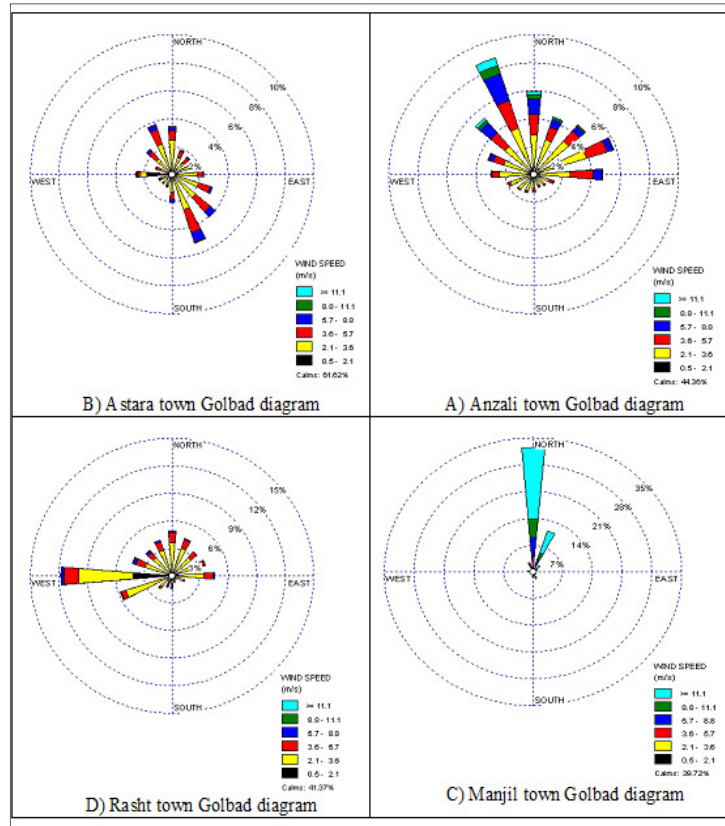 NORTH
10%
8%
6%
4%
2%
WEST
EAST
SOUTH
WIND SPEED
(m/s)
>= 11.1
8.8 - 11.1
5.7 - 8.8
3.6 - 5.7
2.1 - 3.6
0.5 - 2.1
Calms: 61.62%
B) Astara town Golbad diagram
NORTH
10%
8%
6%
4%
2%
WEST
EAST
SOUTH
WIND SPEED
(m/s)
>= 11.1
8.8 - 11.1
5.7 - 8.8
3.6 - 5.7
2.1 - 3.6
0.5 - 2.1
Calms: 44.36%
A) Anzali town Golbad diagram
NORTH
15%
12%
9%
6%
3%
WEST
EAST
SOUTH
WIND SPEED
(m/s)
>= 11.1
8.8 - 11.1
5.7 - 8.8
3.6 - 5.7
2.1 - 3.6
0.5 - 2.1
Calms: 41.37%
D) Rasht town Golbad diagram
NORTH
35%
28%
21%
14%
7%
WEST
EAST
SOUTH
WIND SPEED
(m/s)
>= 11.1
8.8 - 11.1
5.7 - 8.8
3.6 - 5.7
2.1 - 3.6
0.5 - 2.1
Calms: 39.72%
C) Manjil town Golbad diagram